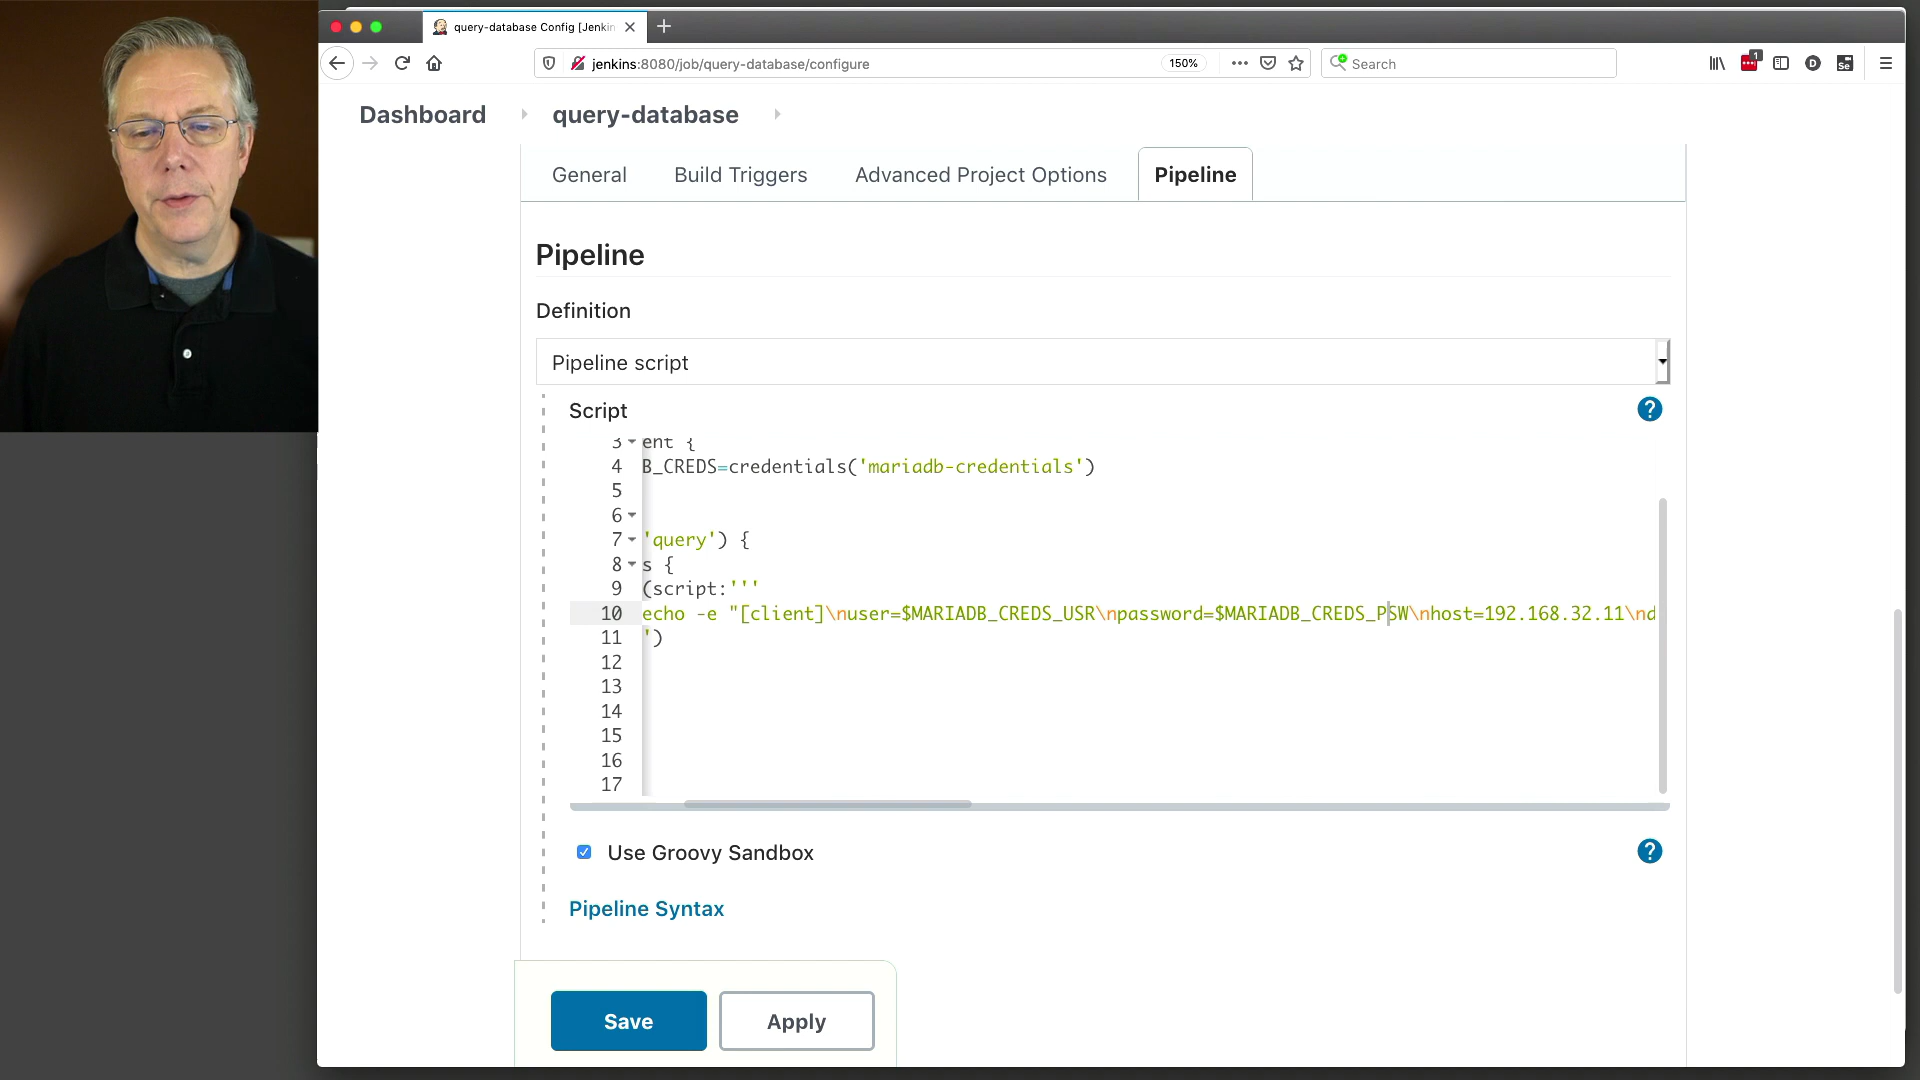 query-database Config [Jenkin
jenkins:8080/job/query-database/configure
150%
Search
1
D
Se
Dashboard
query-database
General
Build Triggers
Advanced Project Options
Pipeline
Pipeline
Definition
Pipeline script
Script
?
3 ent {
4 B_CREDS=credentials('mariadb-credentials')
5
6
7 'query') {
8 s {
9 (script:'''
10 echo -e "[client]\nuser=$MARIADB_CREDS_USR\npassword=$MARIADB_CREDS_PSW\nhost=192.168.32.11\nd
11 ')
12
13
14
15
16
17
Use Groovy Sandbox
?
Pipeline Syntax
Save
Apply